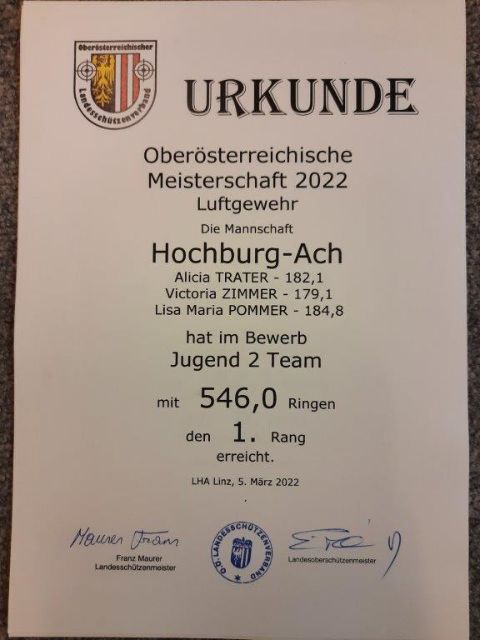 Oberösterreichischer
Landesschützenverband
URKUNDE
Oberösterreichische
Meisterschaft 2022
Luftgewehr
Die Mannschaft
Hochburg-Ach
Alicia TRATER - 182,1
Victoria ZIMMER - 179,1
Lisa Maria POMMER - 184,8
hat im Bewerb
Jugend 2 Team
mit 546,0 Ringen
den 1. Rang
erreicht.
LHA Linz, 5. März 2022
Maurer Franz
Franz Maurer
Landesschützenmeister
O.Ö. LANDESSCHÜTZENVERBAND
Landesoberschützenmeister